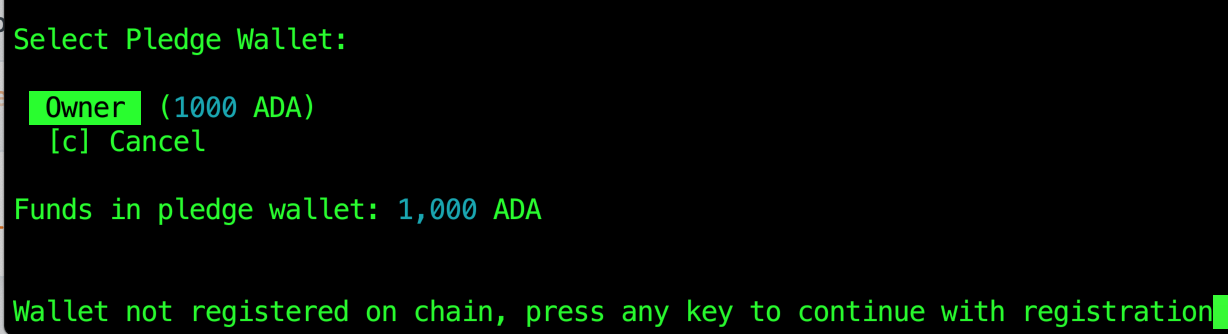 Select Pledge Wallet:
Owner (1000 ADA)
[c] Cancel
Funds in pledge wallet: 1,000 ADA
Wallet not registered on chain, press any key to continue with registration